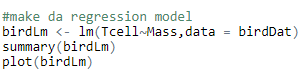 #make da regression model
birdLm <- lm(Tcell~Mass,data = birdDat)
summary(birdLm)
plot(birdLm)